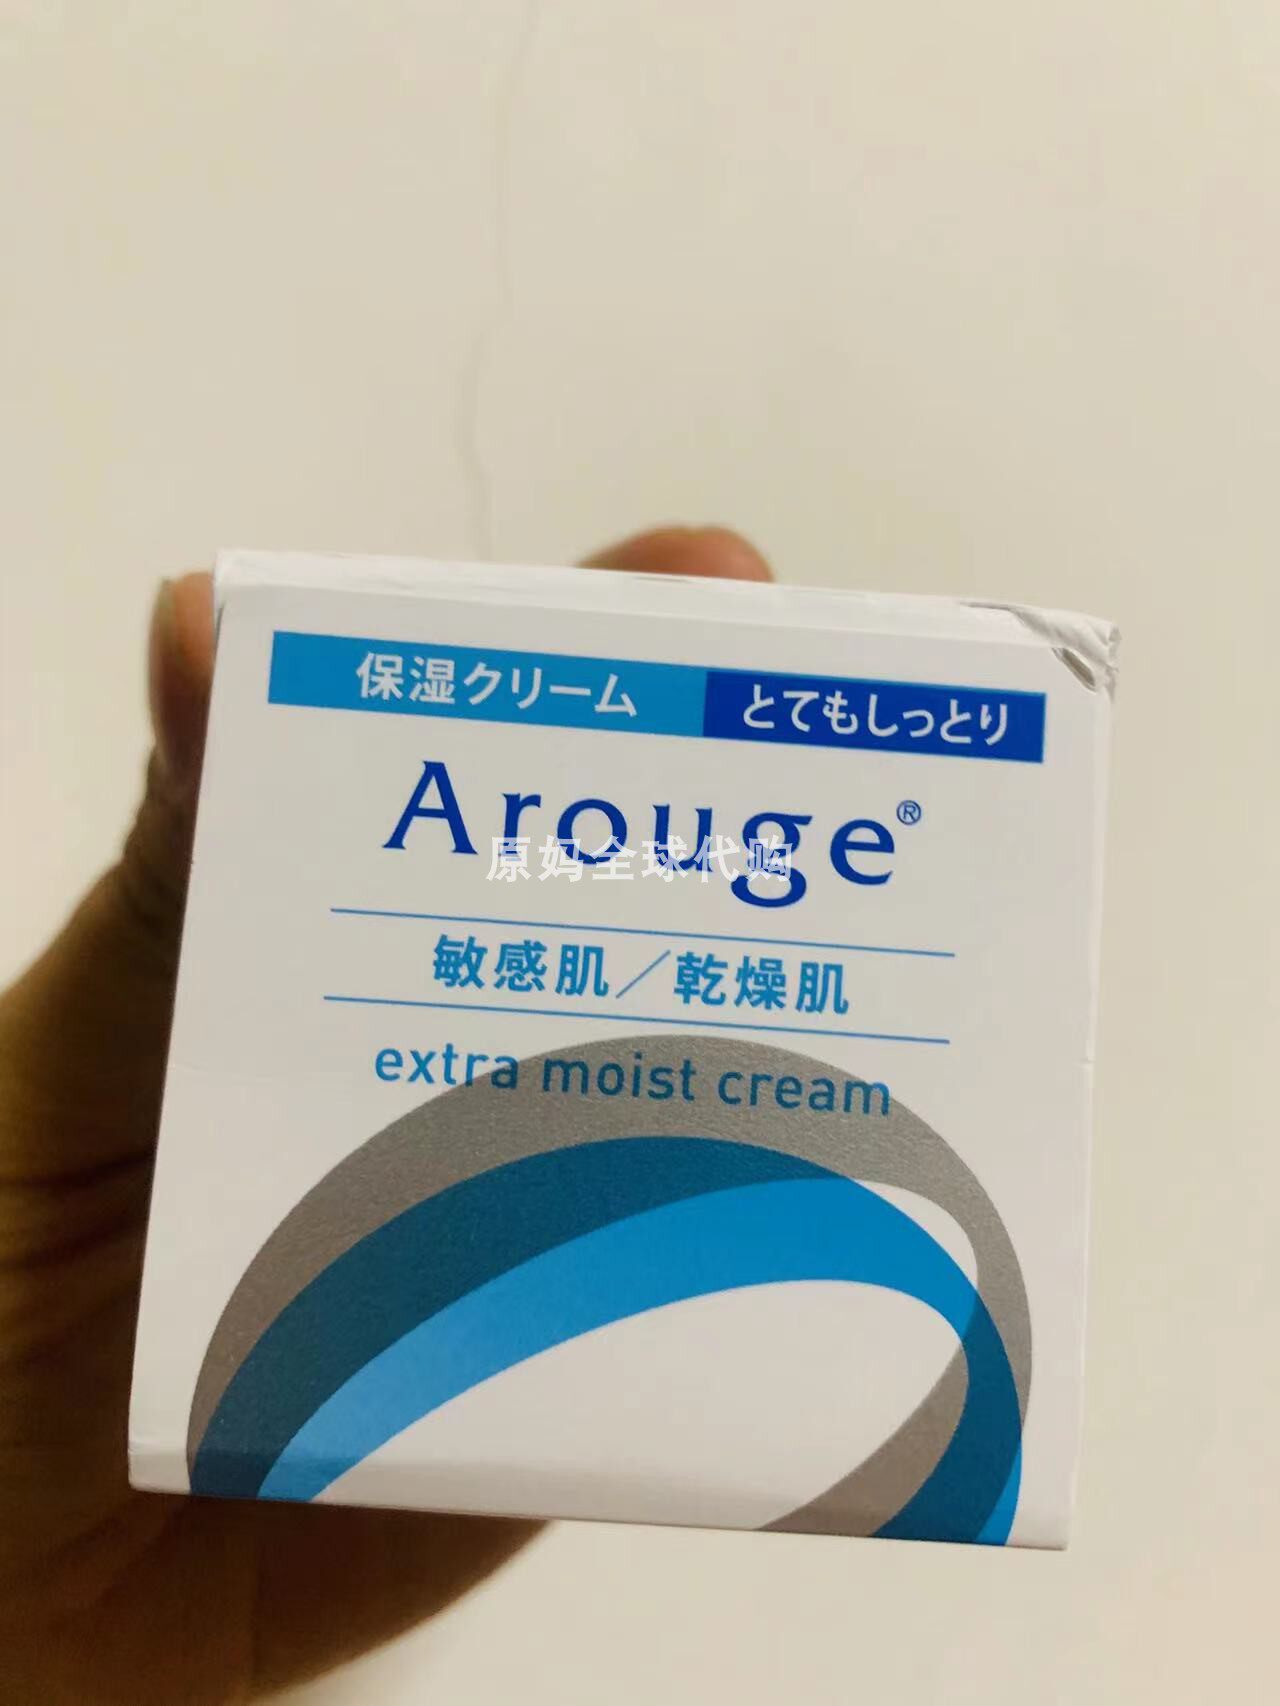 保湿クリーム とてもしっとり
Arouge®
原妈全球代购
敏感肌／乾燥肌
extra moist cream